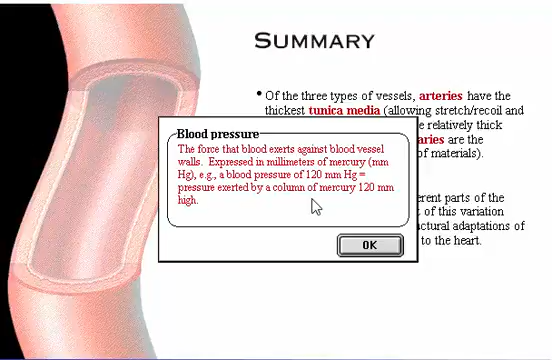 SUMMARY
• Of the three types of vessels, arteries have the
thickest tunica media (allowing stretch/recoil and
e relatively thick
aries are the
of materials).
Blood pressure
The force that blood exerts against blood vessel
walls. Expressed in millimeters of mercury (mm
Hg), e.g., a blood pressure of 120 mm Hg =
pressure exerted by a column of mercury 120 mm
high.
OK
erent parts of the
t of this variation
uctural adaptations of
to the heart.